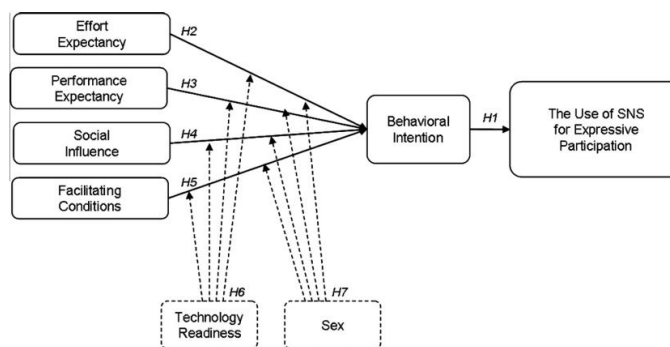 Effort
Expectancy
H2
Performance
Expectancy
H3
Social
Influence
H4
Facilitating
Conditions
H5
Behavioral
Intention
H1
The Use of SNS
for Expressive
Participation
H6
Technology
Readiness
H7
Sex